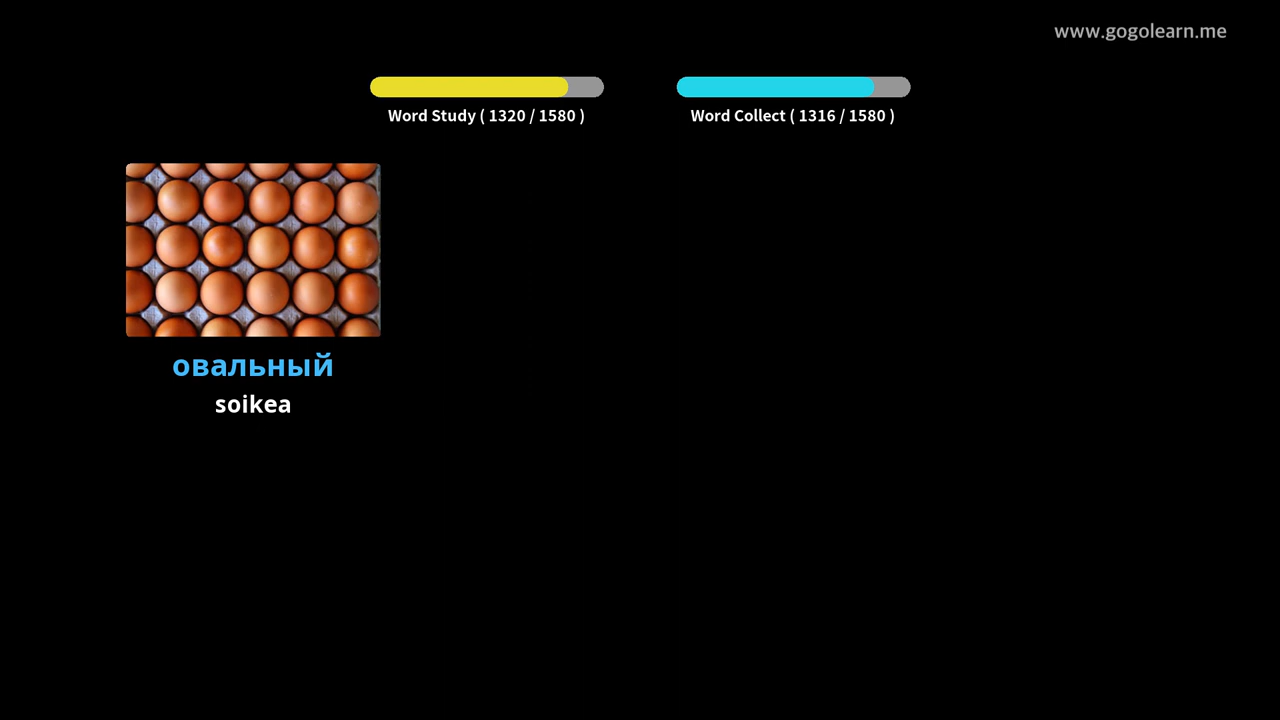 www.gogolearn.me
Word Study ( 1320 / 1580 )
Word Collect ( 1316 / 1580 )
овальный
soikea